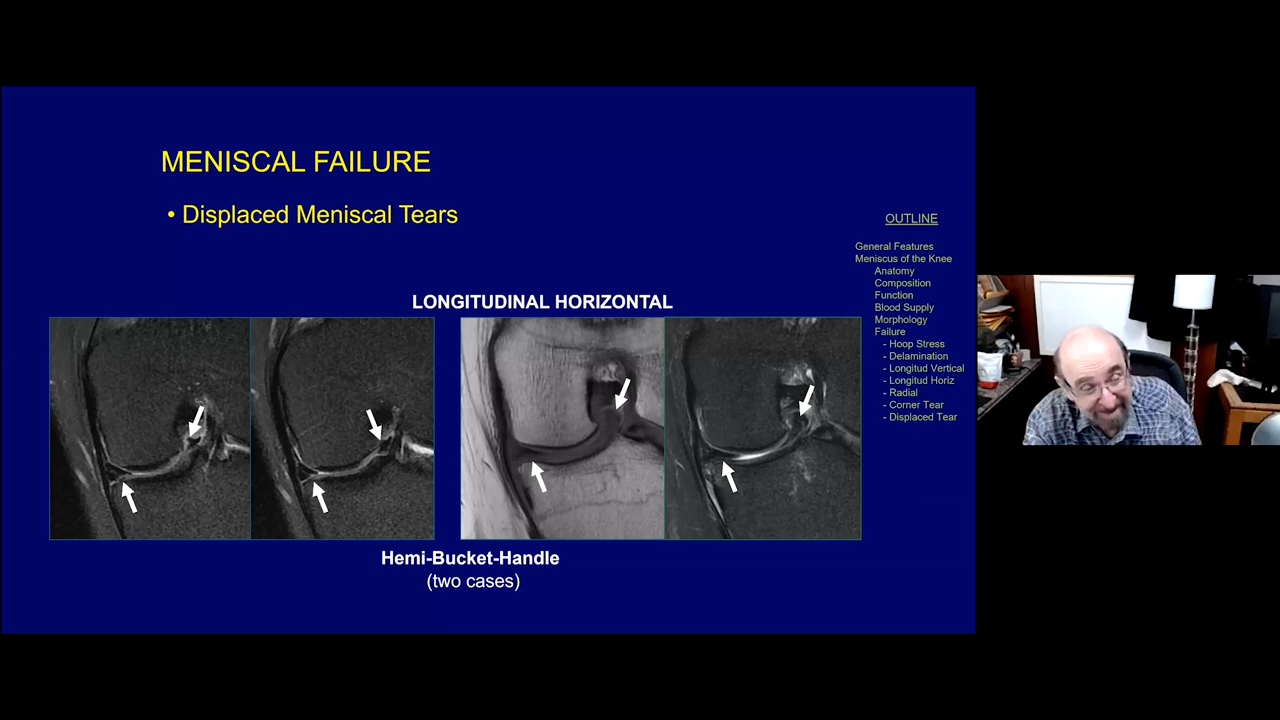 MENISCAL FAILURE
• Displaced Meniscal Tears
LONGITUDINAL HORIZONTAL
Hemi-Bucket-Handle
(two cases)
OUTLINE
General Features
Meniscus of the Knee
Anatomy
Composition
Function
Blood Supply
Morphology
Failure
- Hoop Stress
- Delamination
- Longitud Vertical
- Longitud Horiz
- Radial
- Corner Tear
- Displaced Tear